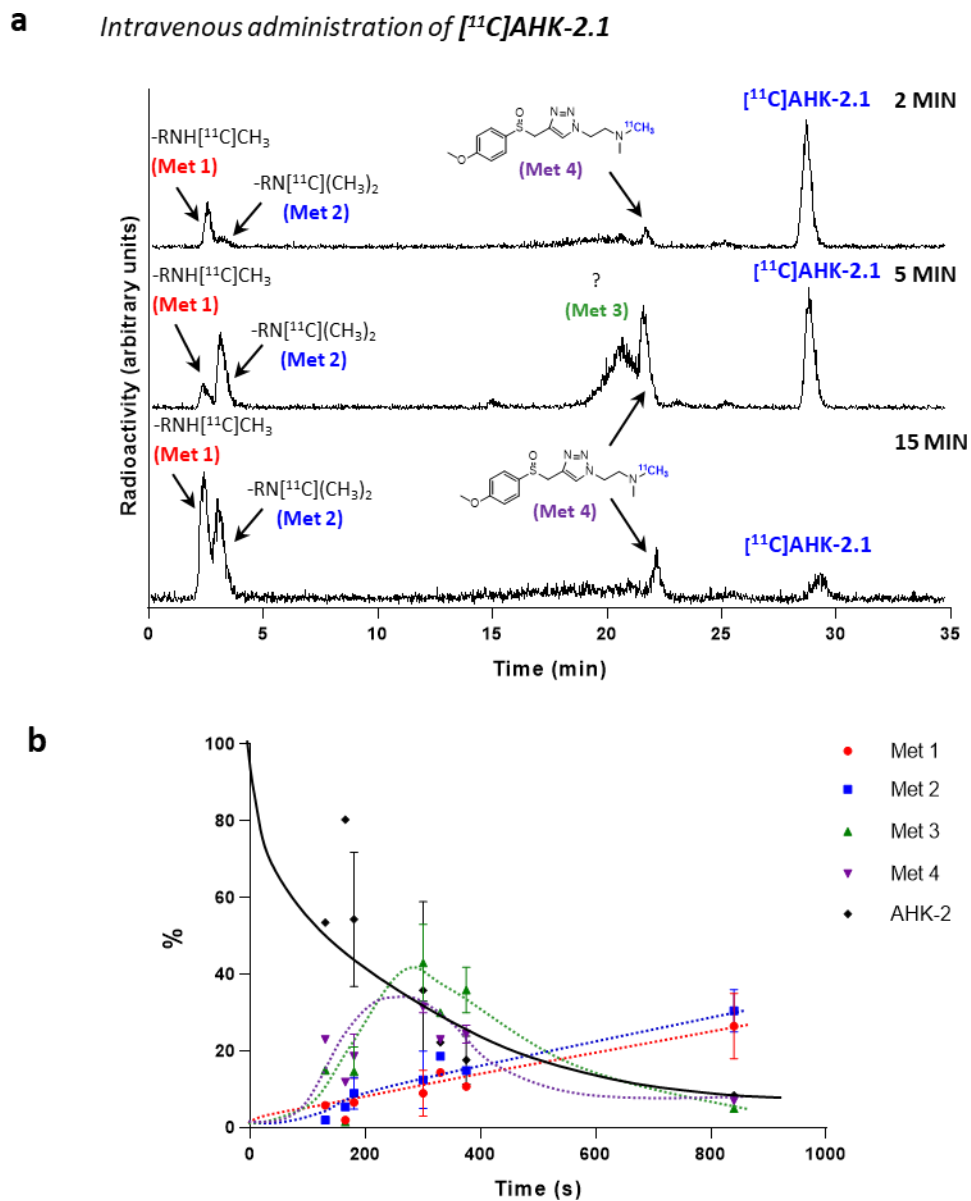 a
Intravenous administration of [¹¹C]AHK-2.1
Radioactivity (arbitrary units)
[¹¹C]AHK-2.1
2 MIN
-RNH[¹¹C]CH₃
(Met 1)
-RN[¹¹C](CH₃)₂
(Met 2)
O
S
N=N
N
N
¹¹CH₃
O
(Met 4)
[¹¹C]AHK-2.1
5 MIN
-RNH[¹¹C]CH₃
(Met 1)
-RN[¹¹C](CH₃)₂
(Met 2)
?
(Met 3)
15 MIN
-RNH[¹¹C]CH₃
(Met 1)
-RN[¹¹C](CH₃)₂
(Met 2)
O
S
N=N
N
N
¹¹CH₃
O
(Met 4)
[¹¹C]AHK-2.1
0 5 10 15 20 25 30 35
Time (min)
b
%
100
80
60
40
20
0
0 200 400 600 800 1000
Time (s)
Met 1
Met 2
Met 3
Met 4
AHK-2